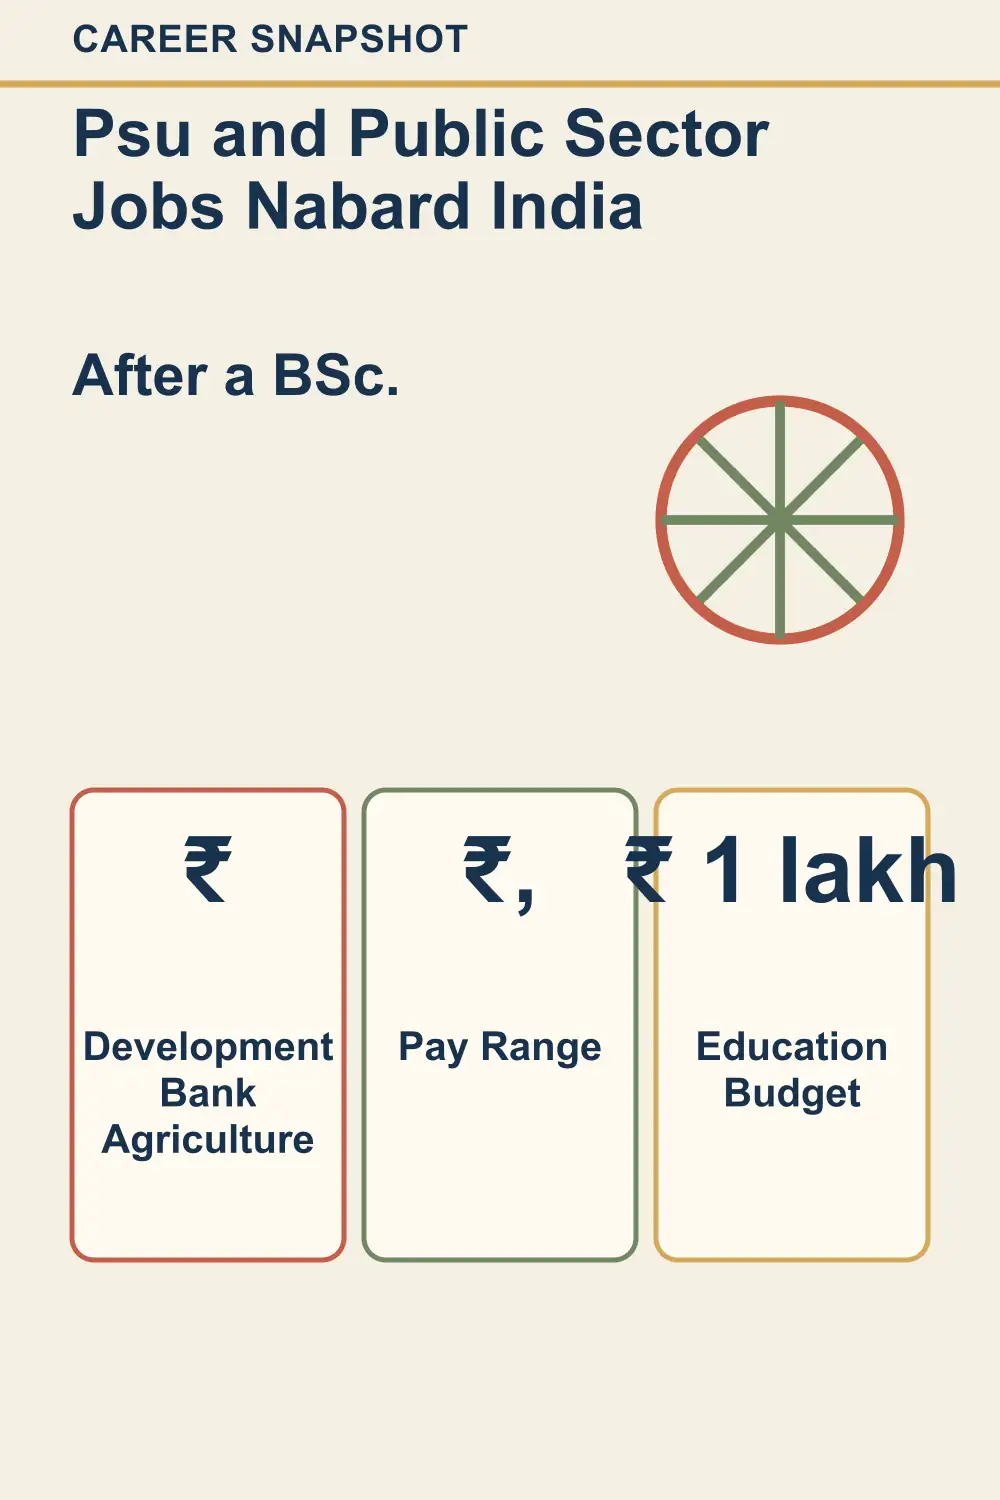 CAREER SNAPSHOT
Psu and Public Sector
Jobs Nabard India
After a BSc.
₹
Development
Bank
Agriculture
₹,
Pay Range
₹ 1 lakh
Education
Budget